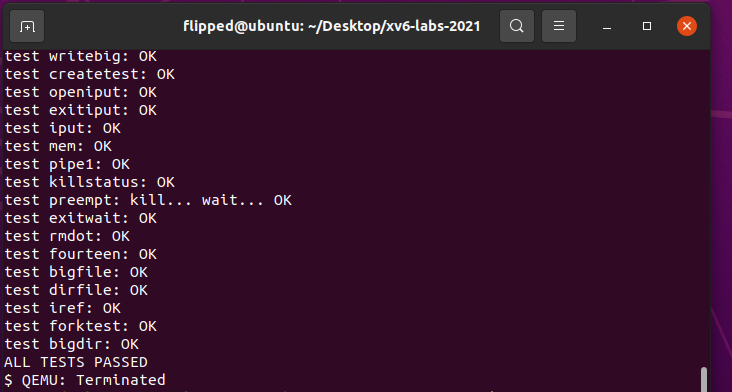 flipped@ubuntu: ~/Desktop/xv6-labs-2021
test writebig: OK
test createtest: OK
test openiput: OK
test exitiput: OK
test iput: OK
test mem: OK
test pipe1: OK
test killstatus: OK
test preempt: kill... wait... OK
test exitwait: OK
test rmdot: OK
test fourteen: OK
test bigfile: OK
test dirfile: OK
test iref: OK
test forktest: OK
test bigdir: OK
ALL TESTS PASSED
$ QEMU: Terminated